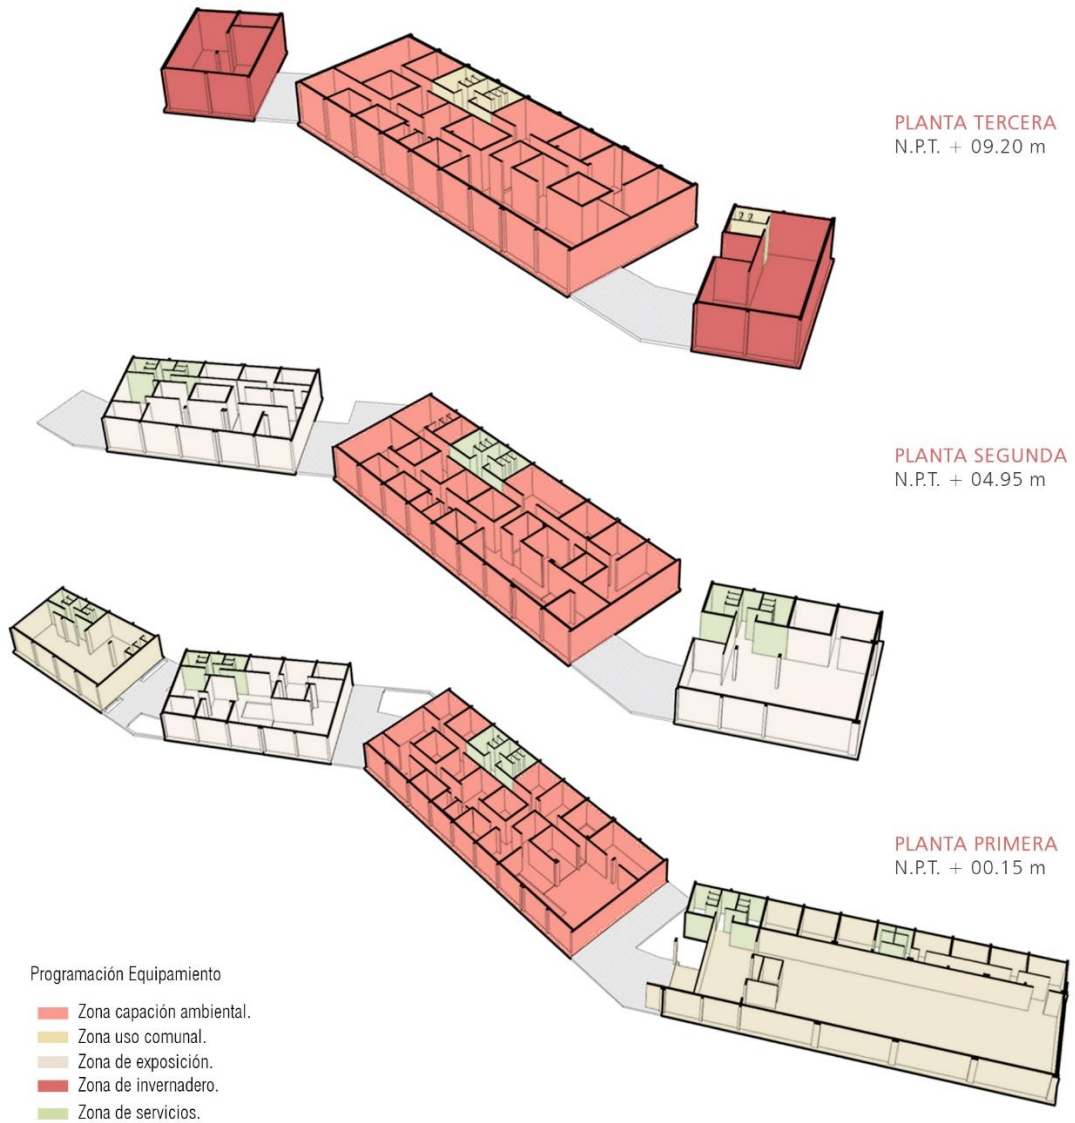 PLANTA TERCERA
N.P.T. + 09.20 m
PLANTA SEGUNDA
N.P.T. + 04.95 m
PLANTA PRIMERA
N.P.T. + 00.15 m
Programación Equipamiento
Zona capación ambiental.
Zona uso comunal.
Zona de exposición.
Zona de invernadero.
Zona de servicios.